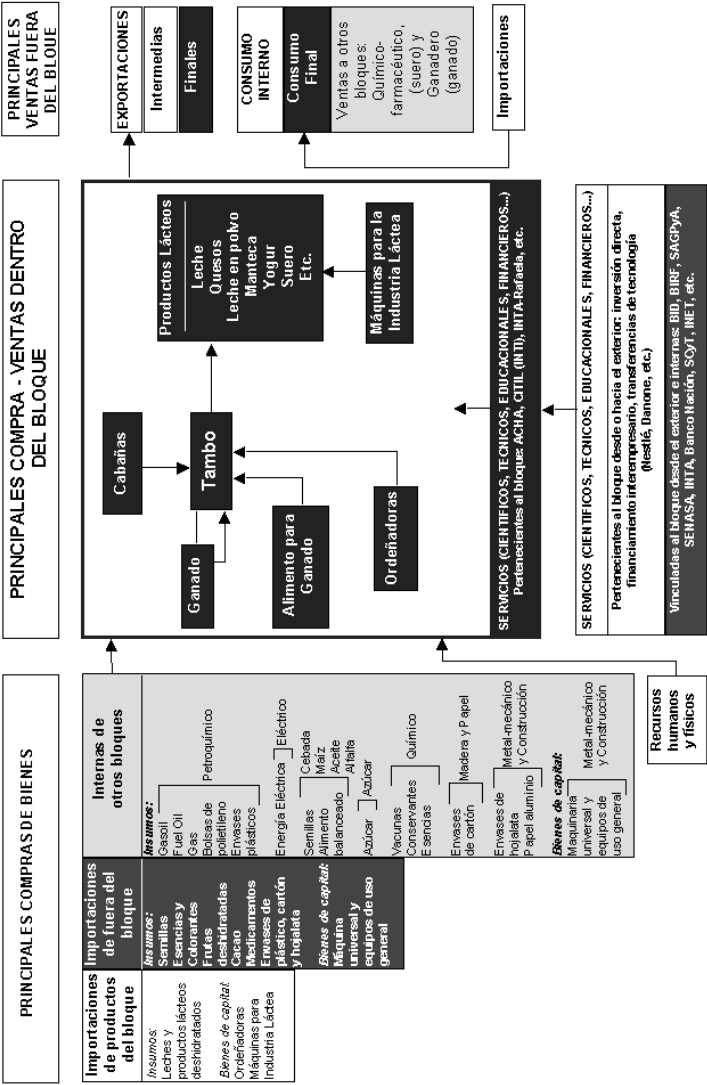 PRINCIPALES COMPRAS DE BIENES
Importaciones
de productos
del bloque
Insumos:
Leches y
productos lácteos
deshidratados
Bienes de capital:
Ordeñadoras
Máquinas para
Industria Láctea
Importaciones
de fuera del
bloque
Insumos:
Semillas
Esencias y
Colorantes
Frutas
deshidratadas
Cacao
Medicamentos
Envases de
plástico, cartón
y hojalata
Bienes de capital:
Máquina
universal y
equipos de uso
general
Internas de
otros bloques
Insumos:
Gasoil
Fuel Oil
Gas
Bolsas de
polietileno
Envases
plásticos
Petroquímico
Energía Eléctrica
Eléctrico
Semillas
Alimento
balanceado
Cebada
Maíz
Aceite
Alfalfa
Azúcar
Azúcar
Vacunas
Conservantes
Esencias
Químico
Envases
de cartón
Madera y Papel
Envases de
hojalata
Papel aluminio
Metal-mecánico
y Construcción
Bienes de capital:
Maquinaria
universal y
equipos de
uso general
Metal-mecánico
y Construcción
Recursos
humanos
y físicos
PRINCIPALES COMPRA - VENTAS DENTRO
DEL BLOQUE
Cabañas
Ganado
Tambo
Alimento para
Ganado
Ordeñadoras
Productos Lácteos
Leche
Quesos
Leche en polvo
Manteca
Yogur
Suero
Etc.
Máquinas para la
Industria Láctea
SERVICIOS (CIENTIFICOS, TECNICOS, EDUCACIONALES, FINANCIEROS...)
Pertenecientes al bloque: ACHA, CITIL (INTI), INTA-Rafaela, etc.
SERVICIOS (CIENTIFICOS, TECNICOS, EDUCACIONALES, FINANCIEROS...)
Pertenecientes al bloque desde o hacia el exterior: inversión directa,
financiamiento interempresario, transferencias de tecnología
(Nestlé, Danone, etc.)
Vinculadas al bloque desde el exterior e internas: BID, BIRF, SAGPyA,
SENASA, INTA, Banco Nación, SCyT, INET, etc.
PRINCIPALES
VENTAS FUERA
DEL BLOUE
EXPORTACIONES
Intermedias
Finales
CONSUMO
INTERNO
Consumo
Final
Ventas a otros
bloques:
Químico-
farmacéutico,
(suero) y
Ganadero
(ganado)
Importaciones